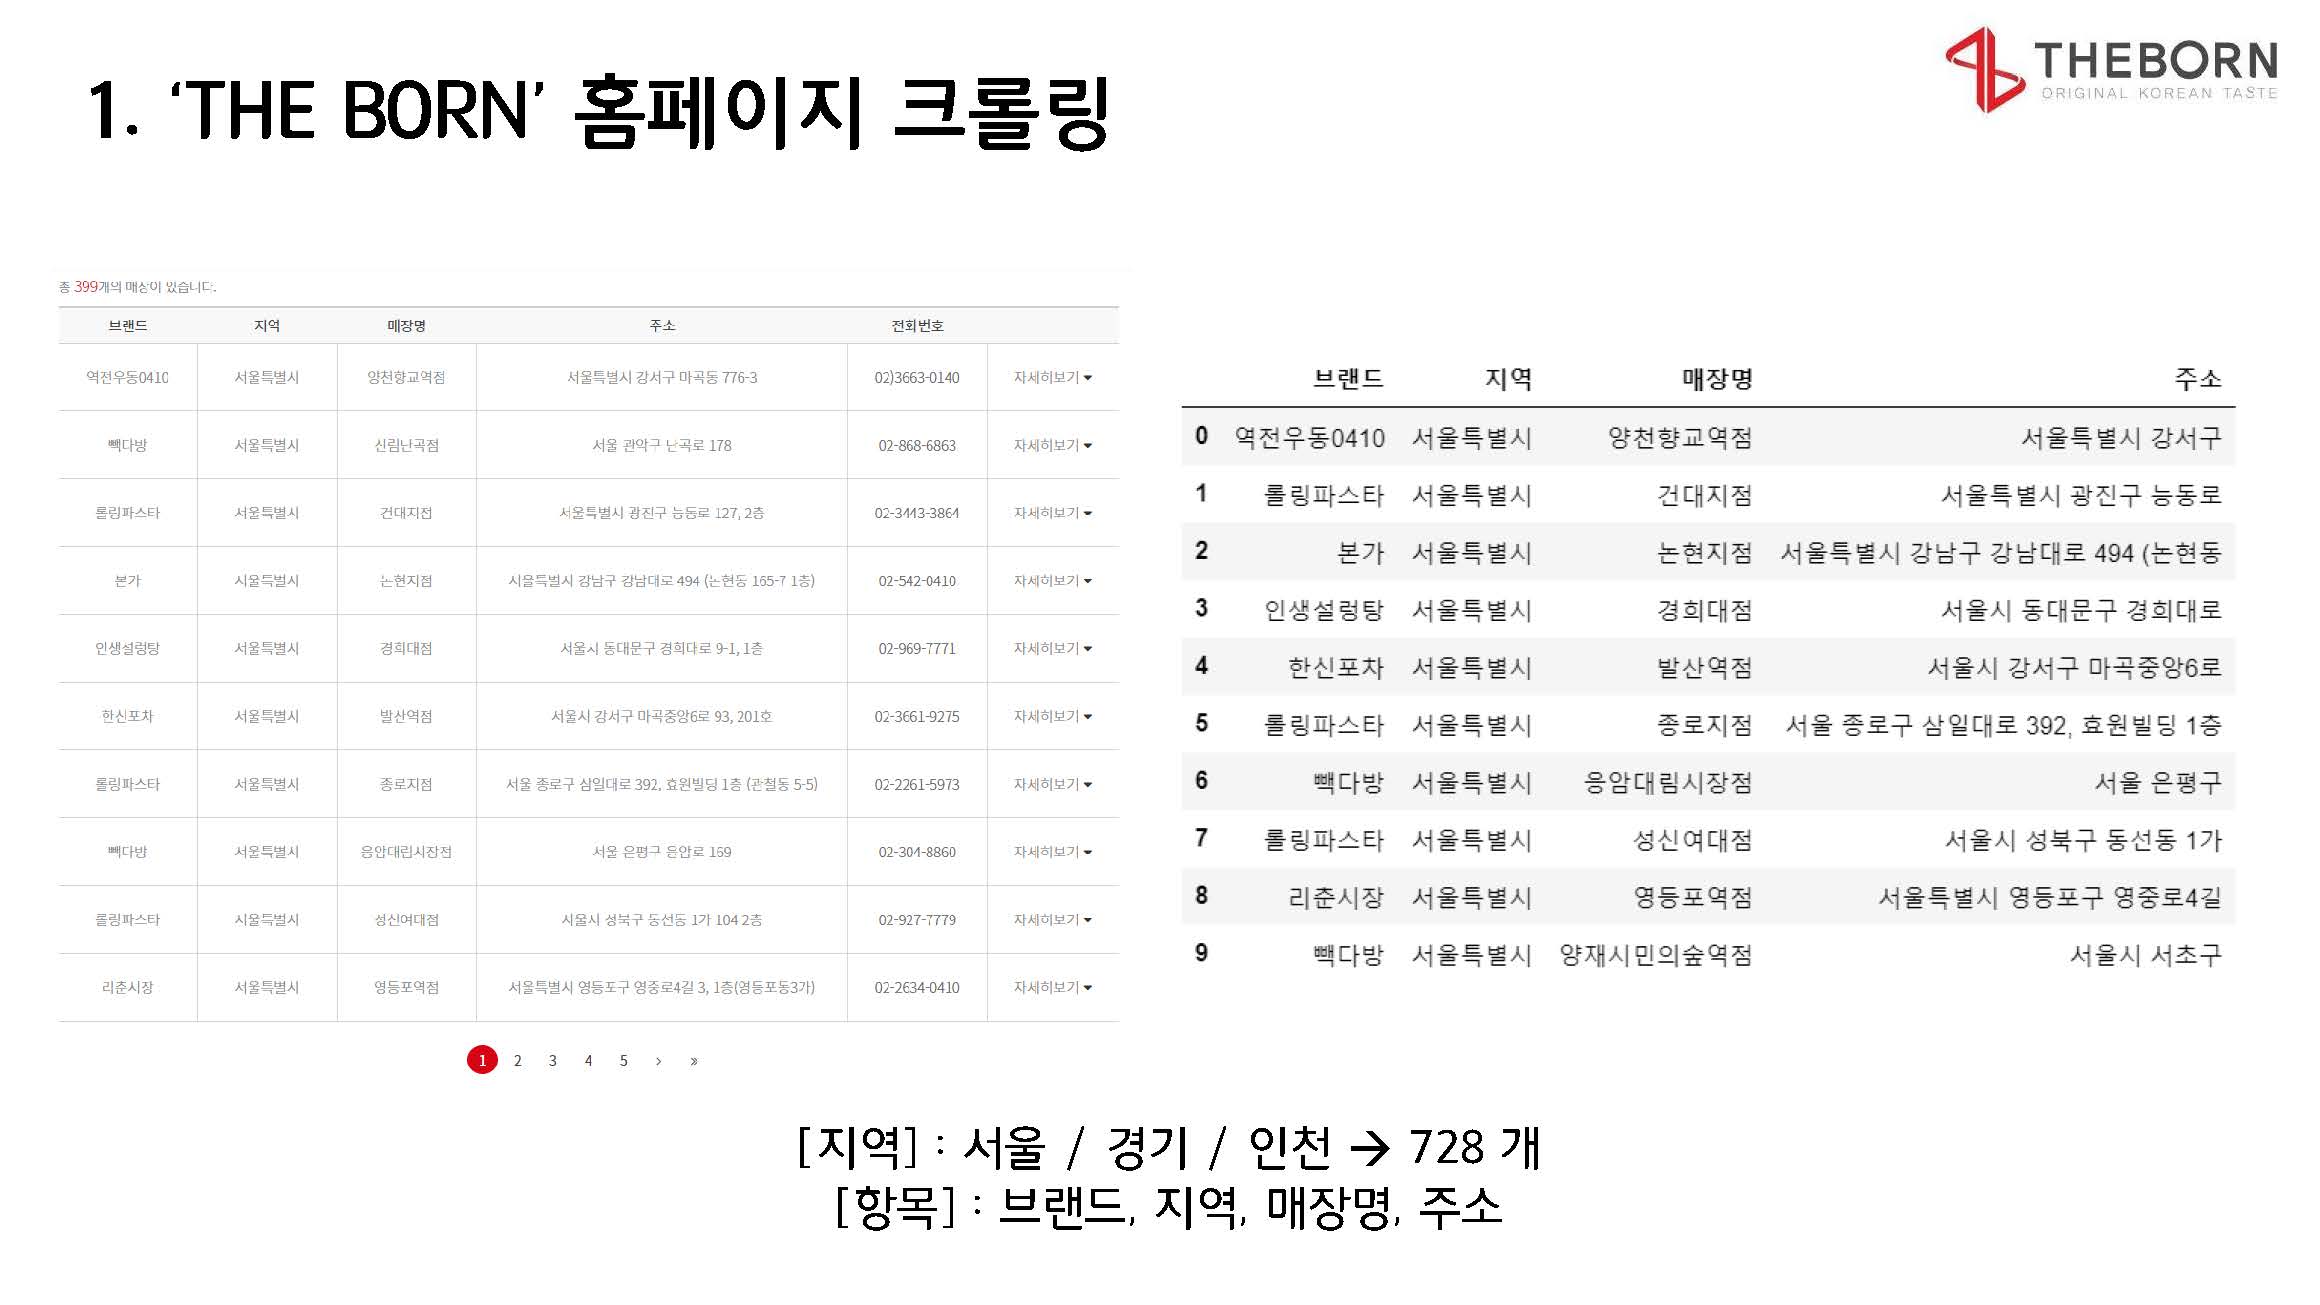 1. ‘THE BORN’ 홈페이지 크롤링
THEBORN
ORIGINAL KOREAN TASTE
총 399개의 매장이 있습니다.
브랜드 지역 매장명 주소 전회번호
역전우동0410 서울특별시 양천향교역점 서울특별시 강서구 마곡동 776-3 02)3663-0140 자세히보기
빽다방 서울특별시 신림난곡점 서울 관악구 난곡로 178 02-868-6863 자세히보기
롤링파스타 서울특별시 건대지점 서울특별시 광진구 능동로 127, 2층 02-3443-3864 자세히보기
본가 서울특별시 논현지점 서울특별시 강남구 강남대로 494 (논현동 165-7 1층) 02-542-0410 자세히보기
인생설렁탕 서울특별시 경희대점 서울시 동대문구 경희대로 9-1, 1층 02-969-7771 자세히보기
한신포차 서울특별시 발산역점 서울시 강서구 마곡중앙6로 93, 201호 02-3661-9275 자세히보기
롤링파스타 서울특별시 종로지점 서울 종로구 삼일대로 392, 효원빌딩 1층 (관철동 5-5) 02-2261-5973 자세히보기
빽다방 서울특별시 응암대림시장점 서울 은평구 응암로 169 02-304-8860 자세히보기
롤링파스타 서울특별시 성신여대점 서울시 성북구 동선동 1가 104 2층 02-927-7779 자세히보기
리춘시장 서울특별시 영등포역점 서울특별시 영등포구 영중로4길 3, 1층(영등포동3가) 02-2634-0410 자세히보기
1 2 3 4 5 › »
브랜드 지역 매장명 주소
0 역전우동0410 서울특별시 양천향교역점 서울특별시 강서구
1 롤링파스타 서울특별시 건대지점 서울특별시 광진구 능동로
2 본가 서울특별시 논현지점 서울특별시 강남구 강남대로 494 (논현동
3 인생설렁탕 서울특별시 경희대점 서울시 동대문구 경희대로
4 한신포차 서울특별시 발산역점 서울시 강서구 마곡중앙6로
5 롤링파스타 서울특별시 종로지점 서울 종로구 삼일대로 392, 효원빌딩 1층
6 빽다방 서울특별시 응암대림시장점 서울 은평구
7 롤링파스타 서울특별시 성신여대점 서울시 성북구 동선동 1가
8 리춘시장 서울특별시 영등포역점 서울특별시 영등포구 영중로4길
9 빽다방 서울특별시 양재시민의숲역점 서울시 서초구
[지역] : 서울 / 경기 / 인천 → 728 개
[항목] : 브랜드, 지역, 매장명, 주소